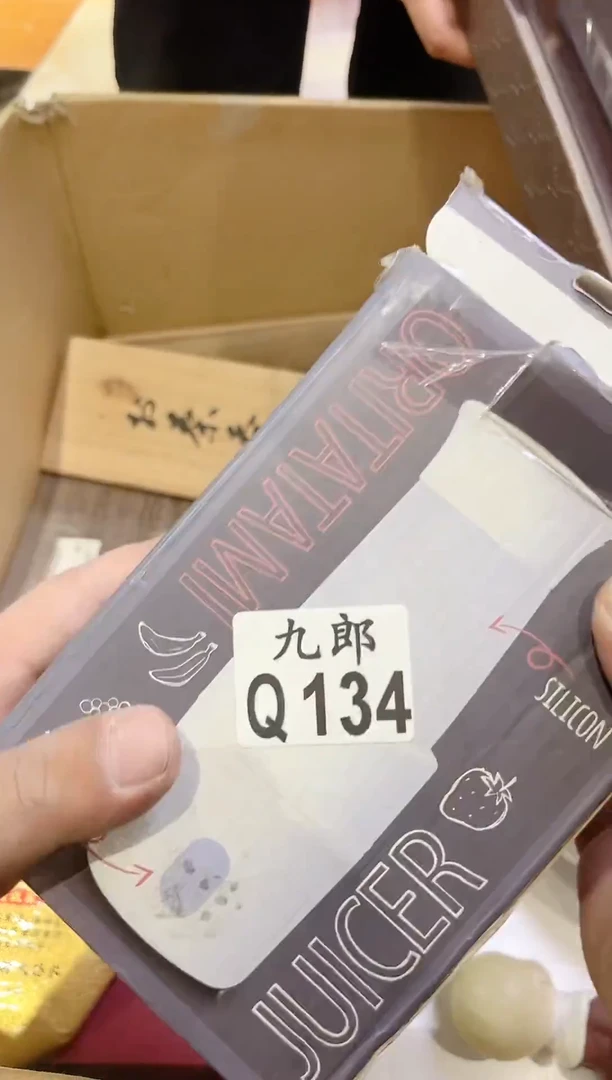 ORITATAMI
九郎
Q134
SILICON
JUICER